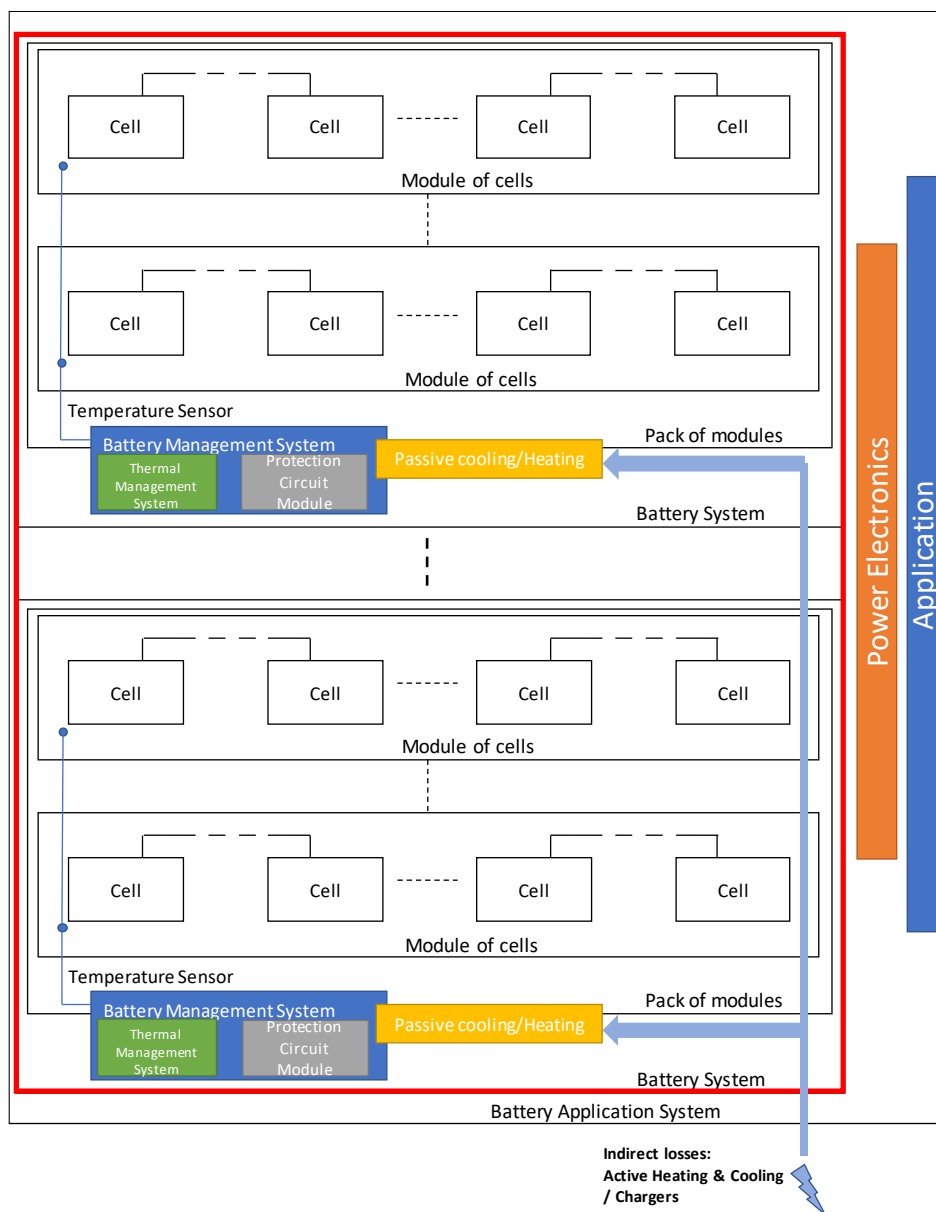 Cell
Cell
Cell
Cell
Module of cells
Cell
Cell
Cell
Cell
Module of cells
Temperature Sensor
Pack of modules
Battery Management System
Passive cooling/Heating
Thermal
Management
System
Protection
Circuit
Module
Battery System
Power Electronics
Application
Cell
Cell
Cell
Cell
Module of cells
Cell
Cell
Cell
Cell
Module of cells
Temperature Sensor
Pack of modules
Battery Management System
Passive cooling/Heating
Thermal
Management
System
Protection
Circuit
Module
Battery System
Battery Application System
Indirect losses:
Active Heating & Cooling
/ Chargers